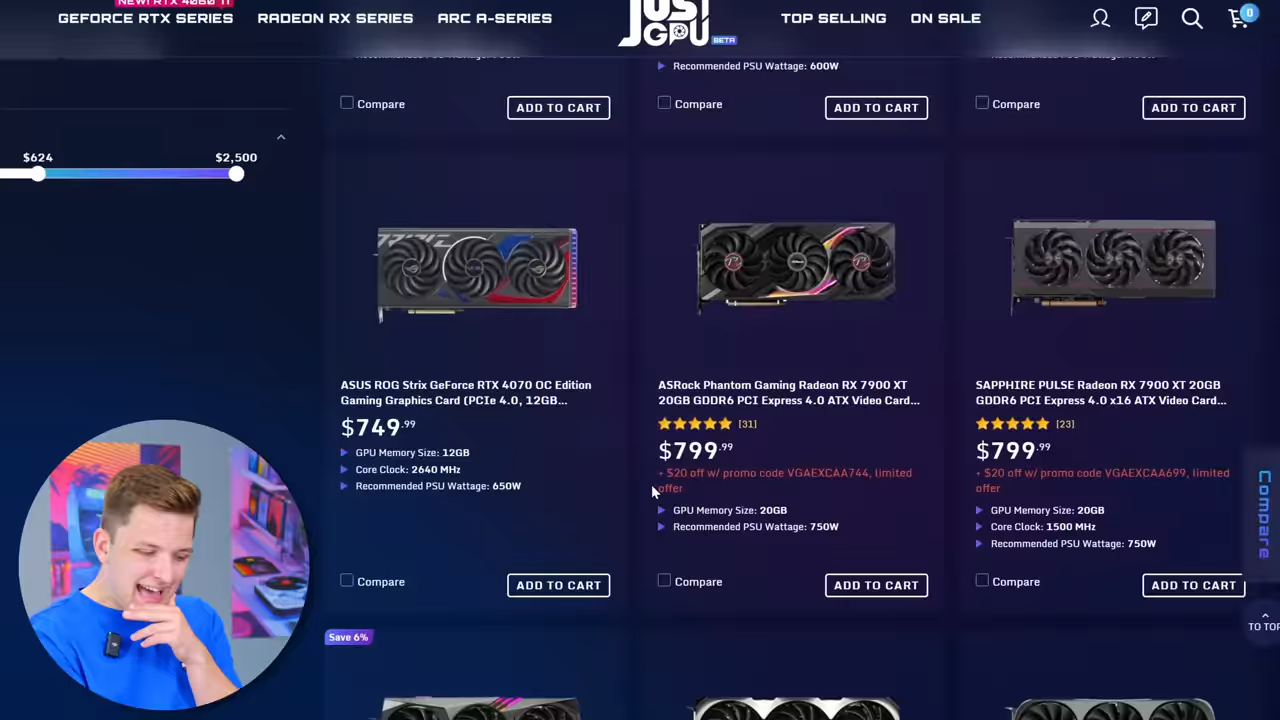 NEW! RTX 4060 TI
GEFORCE RTX SERIES
RADEON RX SERIES
ARC A-SERIES
JUST
GPU
BETA
TOP SELLING
ON SALE
0
Recommended PSU Wattage: 600W
Compare
ADD TO CART
Compare
ADD TO CART
Compare
ADD TO CART
$624
$2,500
ASUS ROG Strix GeForce RTX 4070 OC Edition
Gaming Graphics Card (PCIe 4.0, 12GB...
$749.99
GPU Memory Size: 12GB
Core Clock: 2640 MHz
Recommended PSU Wattage: 650W
Compare
ADD TO CART
ASRock Phantom Gaming Radeon RX 7900 XT
20GB GDDR6 PCI Express 4.0 ATX Video Card...
[31]
$799.99
+ $20 off w/ promo code VGAEXCAA744, limited
offer
GPU Memory Size: 20GB
Recommended PSU Wattage: 750W
Compare
ADD TO CART
SAPPHIRE PULSE Radeon RX 7900 XT 20GB
GDDR6 PCI Express 4.0 x16 ATX Video Card...
[23]
$799.99
+ $20 off w/ promo code VGAEXCAA699, limited
offer
GPU Memory Size: 20GB
Core Clock: 1500 MHz
Recommended PSU Wattage: 750W
Compare
ADD TO CART
Compare
TO TOP
Save 6%